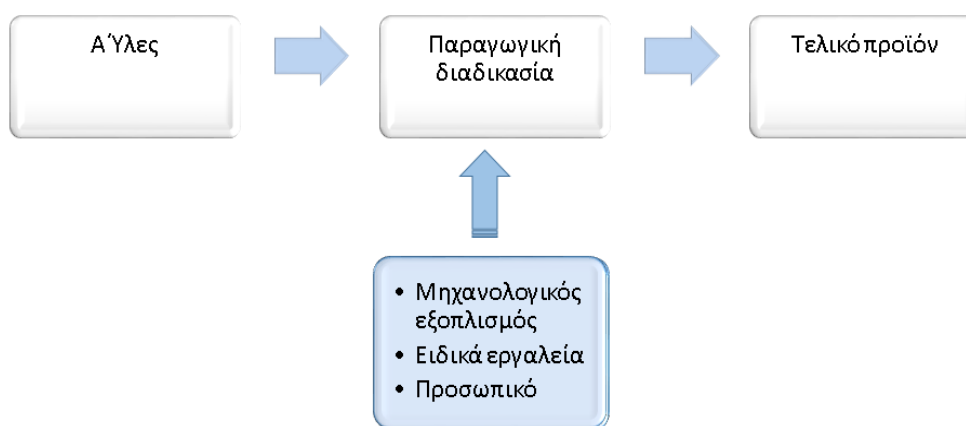 Α Ύλες
Παραγωγική
διαδικασία
Τελικό προϊόν
• Μηχανολογικός
εξοπλισμός
• Ειδικά εργαλεία
• Προσωπικό